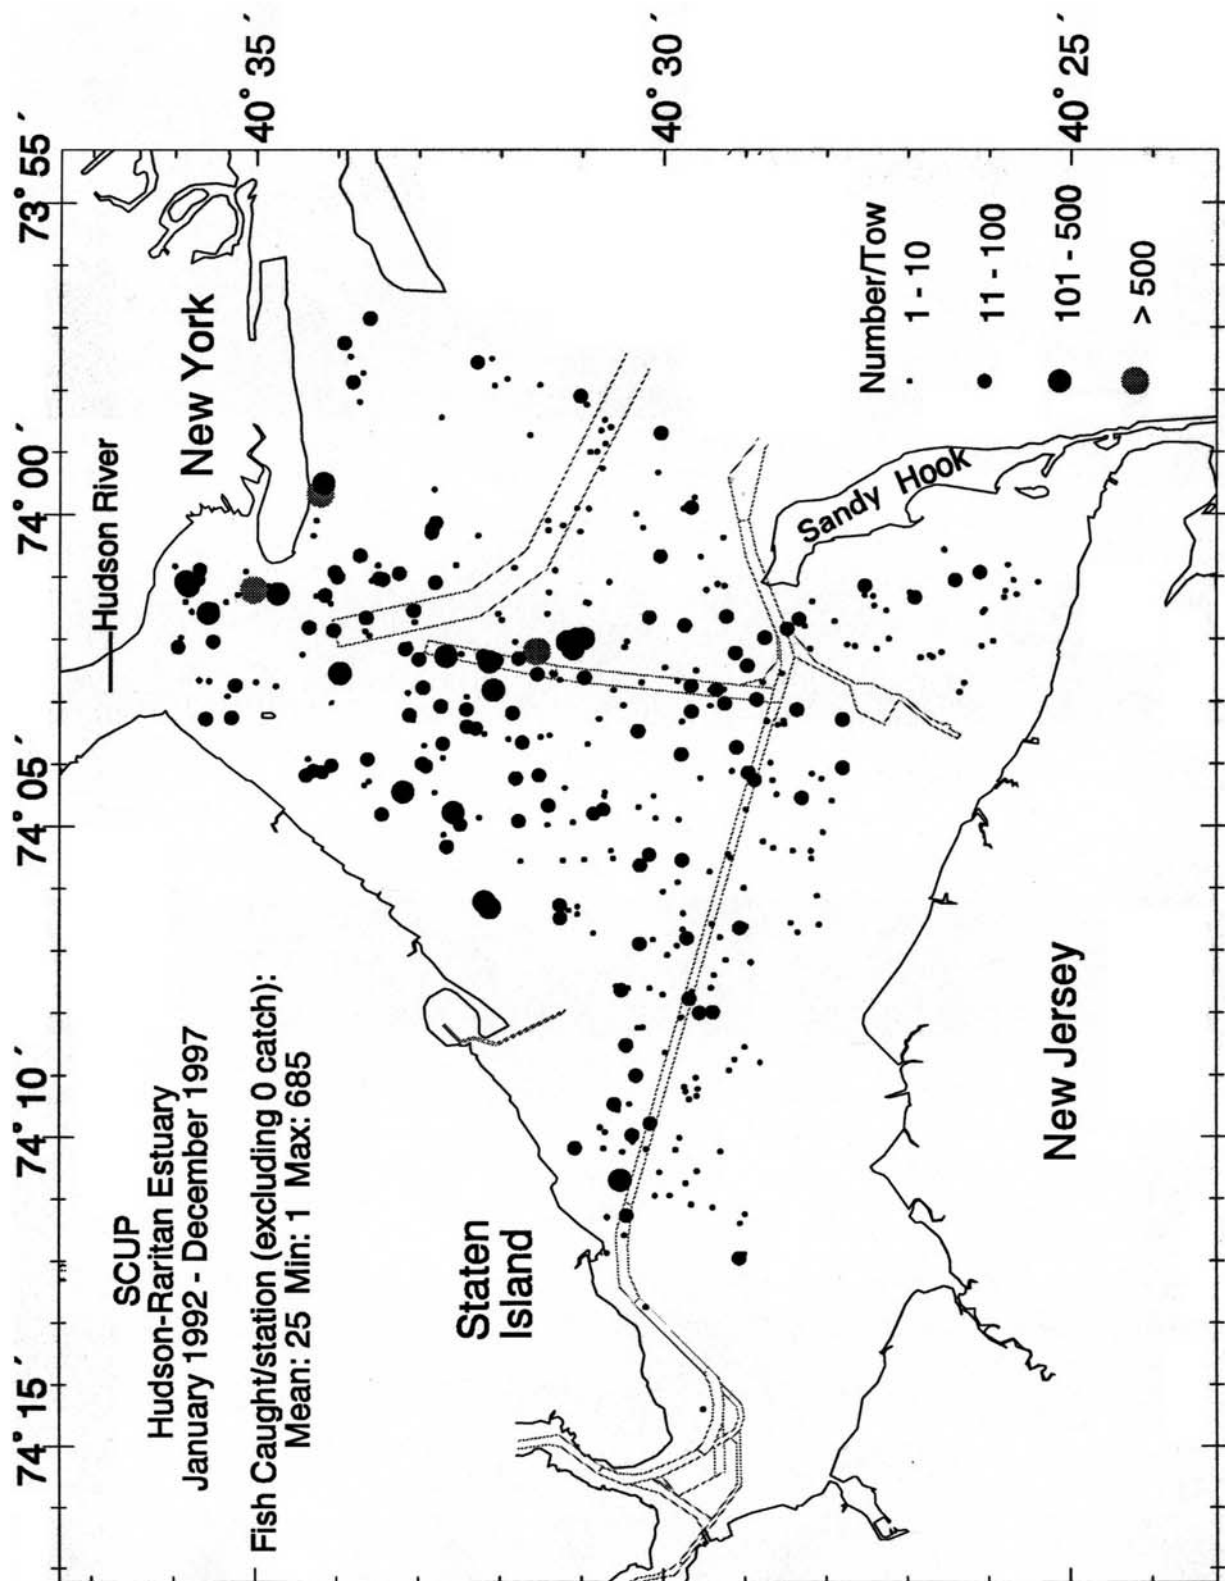 SCUP
Hudson-Raritan Estuary
January 1992 - December 1997
Fish Caught/station (excluding 0 catch):
Mean: 25 Min: 1 Max: 685
74° 15´
74° 10´
74° 05´
74° 00´
73° 55´
Hudson River
New York
40° 35´
Staten
Island
40° 30´
Sandy Hook
Number/Tow
1 - 10
11 - 100
101 - 500
> 500
New Jersey
40° 25´